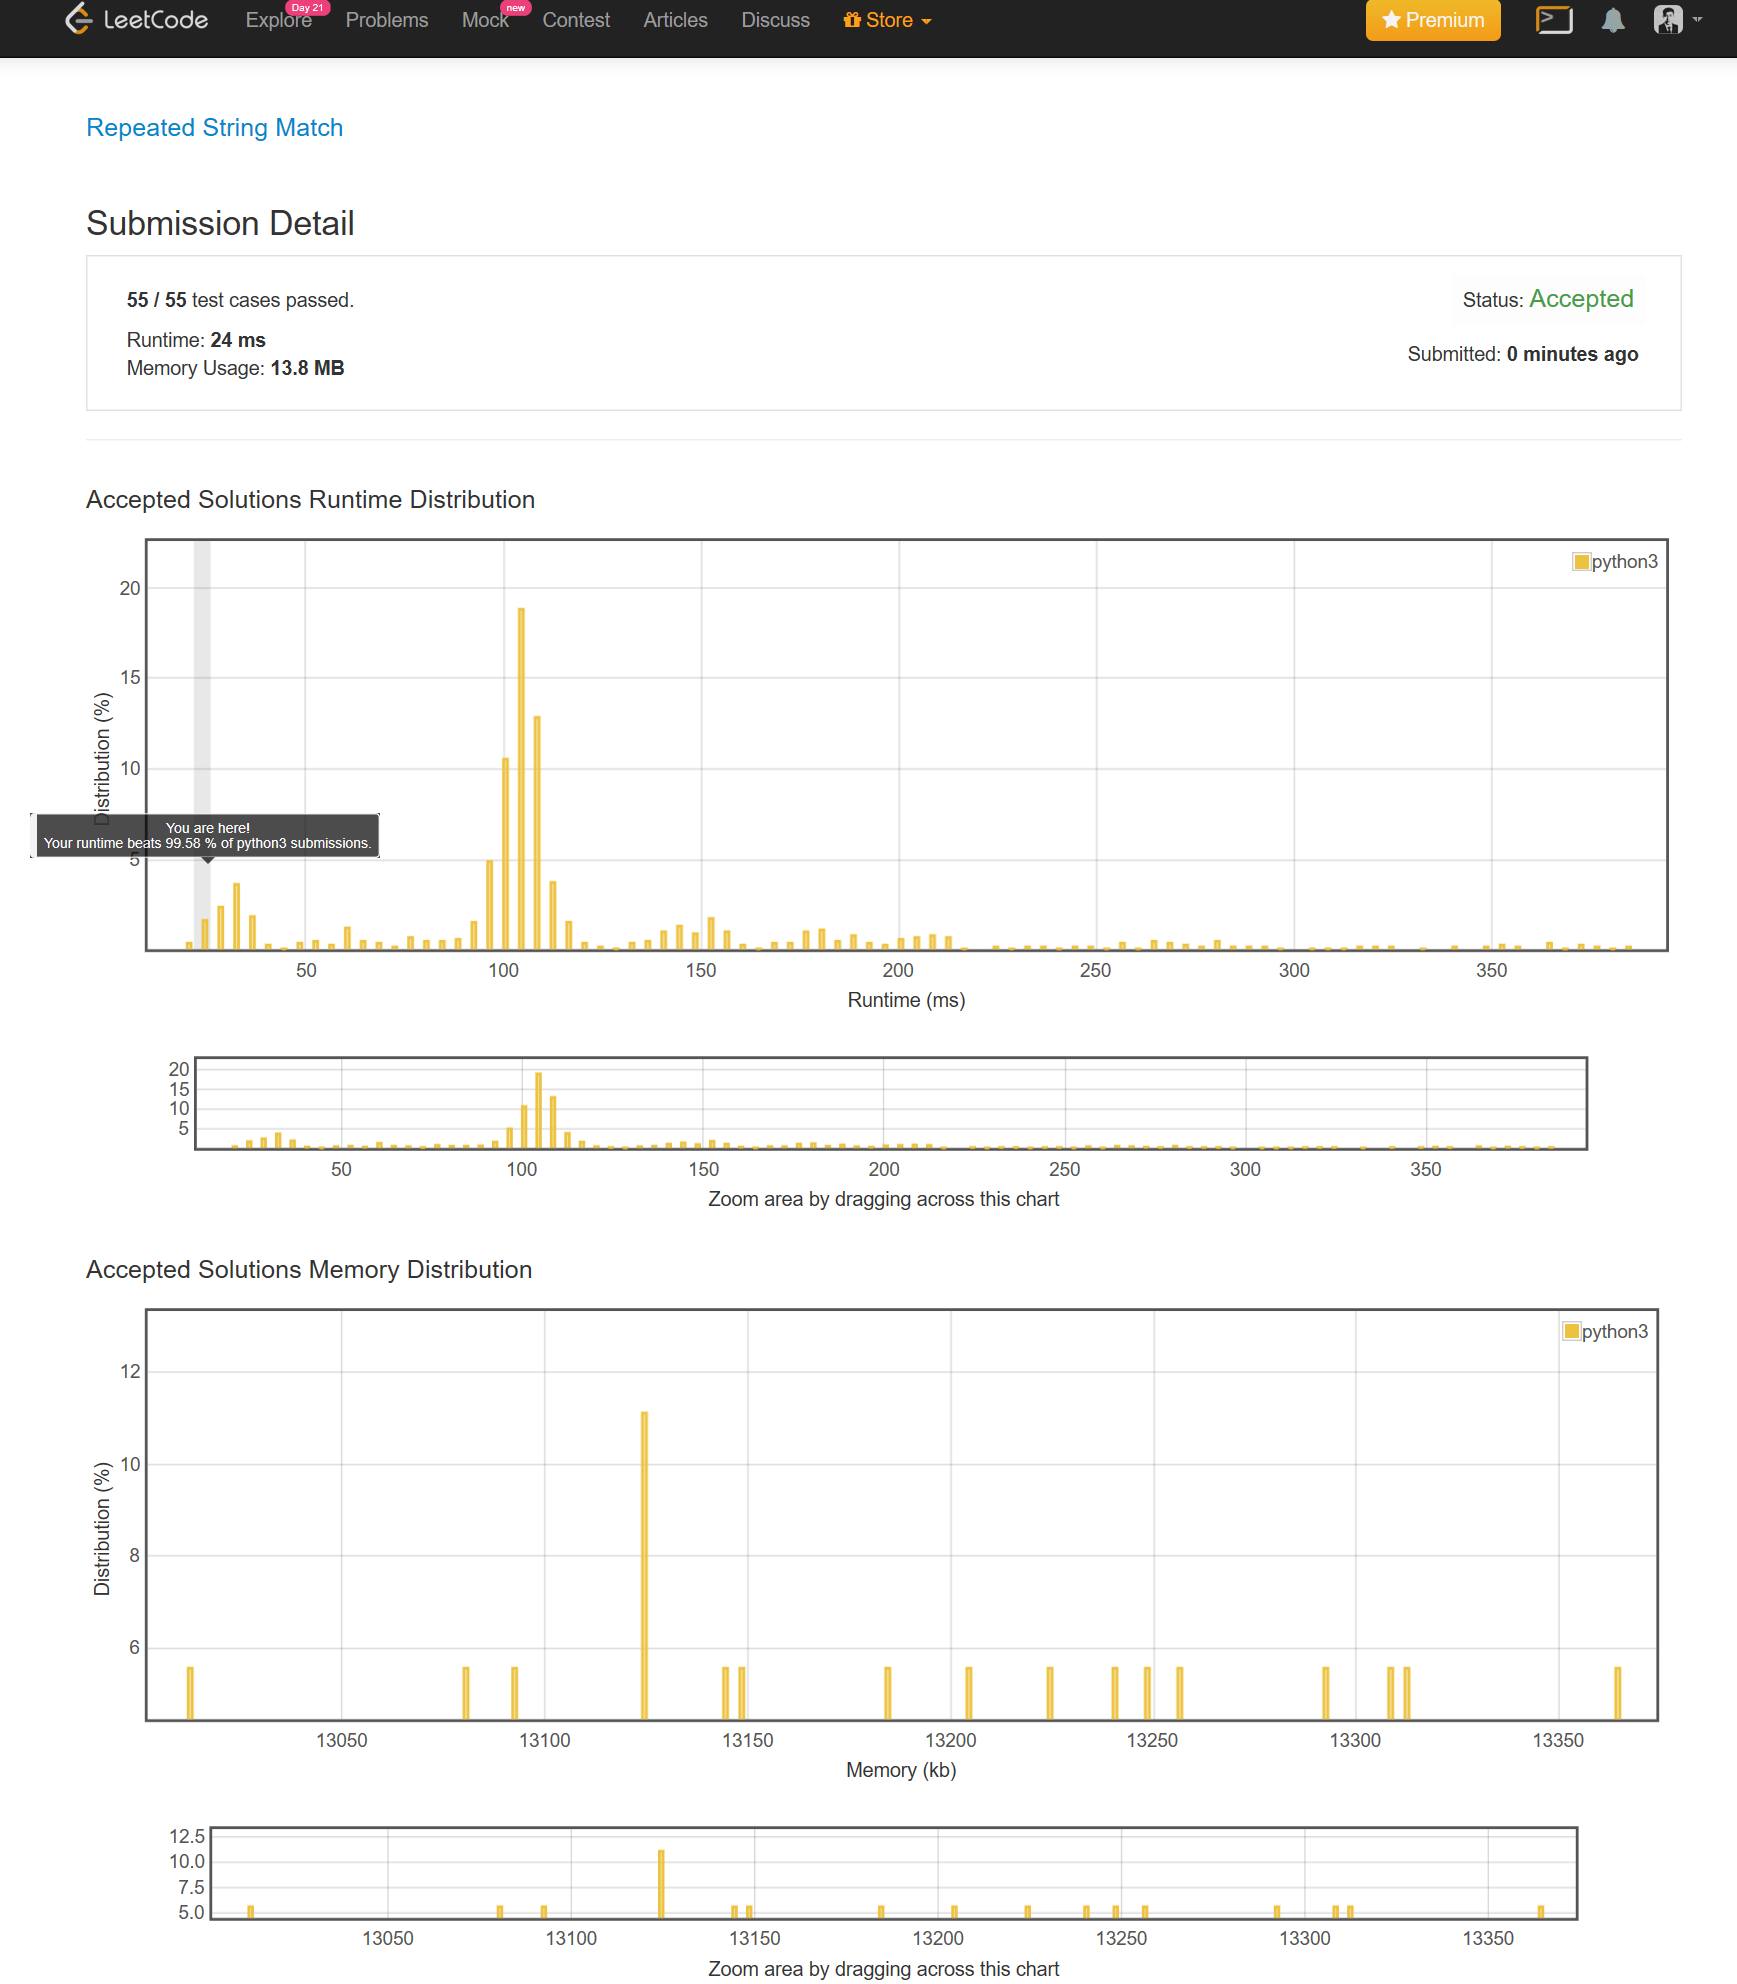 LeetCode Explore Day 21 Problems Mock new Contest Articles Discuss Store Premium
Repeated String Match
Submission Detail
55 / 55 test cases passed.
Status: Accepted
Runtime: 24 ms
Submitted: 0 minutes ago
Memory Usage: 13.8 MB
Accepted Solutions Runtime Distribution
python3
20
15
10
5
Distribution (%)
You are here!
Your runtime beats 99.58 % of python3 submissions.
50 100 150 200 250 300 350
Runtime (ms)
20
15
10
5
50 100 150 200 250 300 350
Zoom area by dragging across this chart
Accepted Solutions Memory Distribution
python3
12
10
8
6
Distribution (%)
13050 13100 13150 13200 13250 13300 13350
Memory (kb)
12.5
10.0
7.5
5.0
13050 13100 13150 13200 13250 13300 13350
Zoom area by dragging across this chart